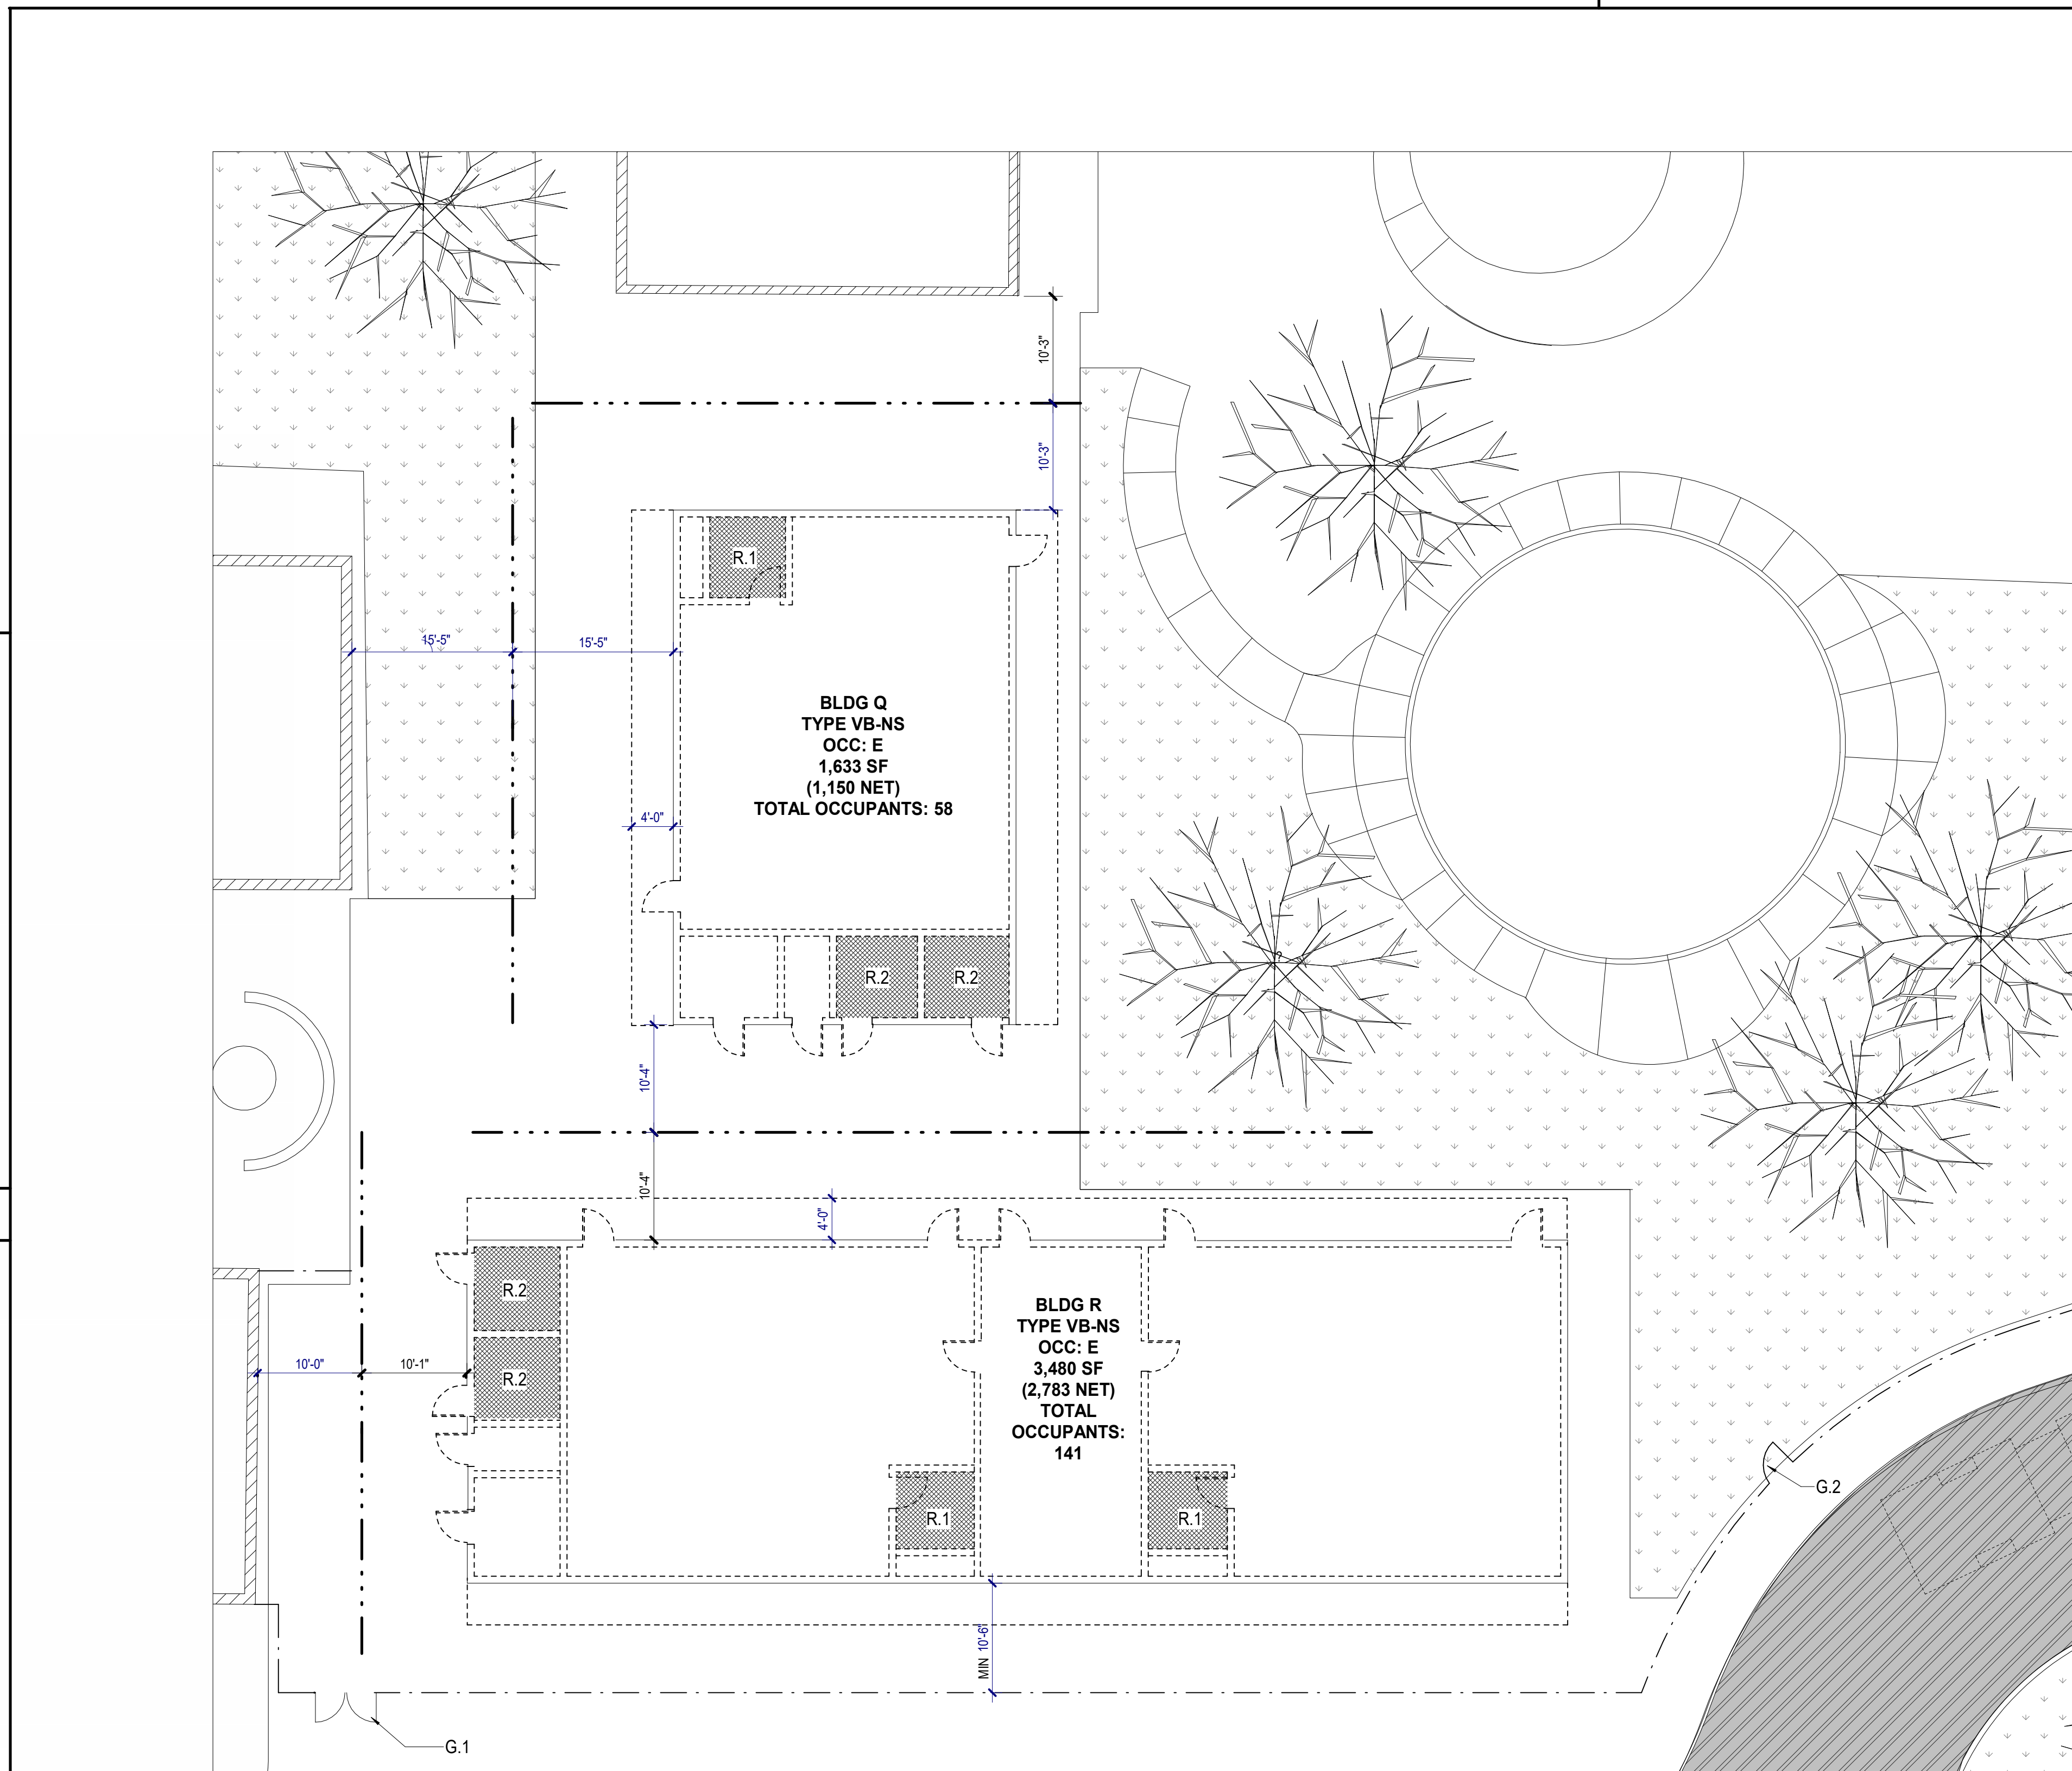 10'-3"
10'-3"
R.1
15'-5"
15'-5"
BLDG Q
TYPE VB-NS
OCC: E
1,633 SF
(1,150 NET)
TOTAL OCCUPANTS: 58
4'-0"
R.2
R.2
?
10'-4"
10'-4"
4'-0"
R.2
BLDG R
TYPE VB-NS
OCC: E
3,480 SF
(2,783 NET)
TOTAL
OCCUPANTS:
141
10'-0"
10'-1"
R.2
G.2
R.1
R.1
MIN 10'-6"
G.1